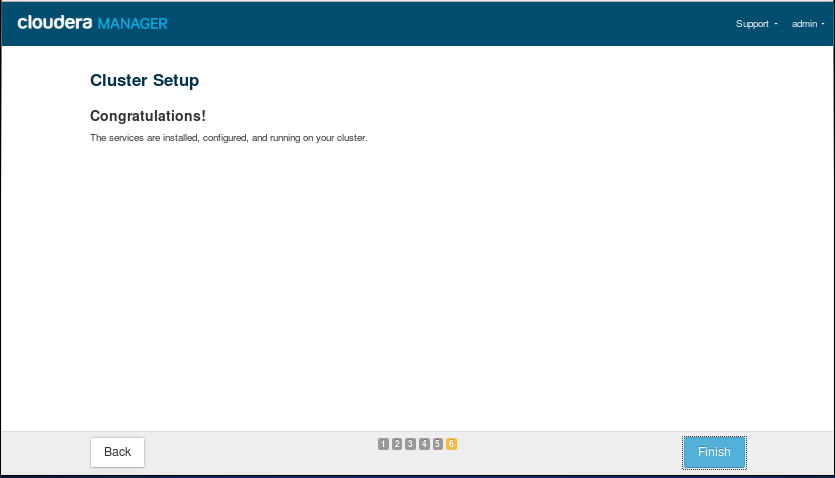 cloudera MANAGER
Support admin
Cluster Setup
Congratulations!
The services are installed, configured, and running on your cluster.
Back 1 2 3 4 5 6 Finish